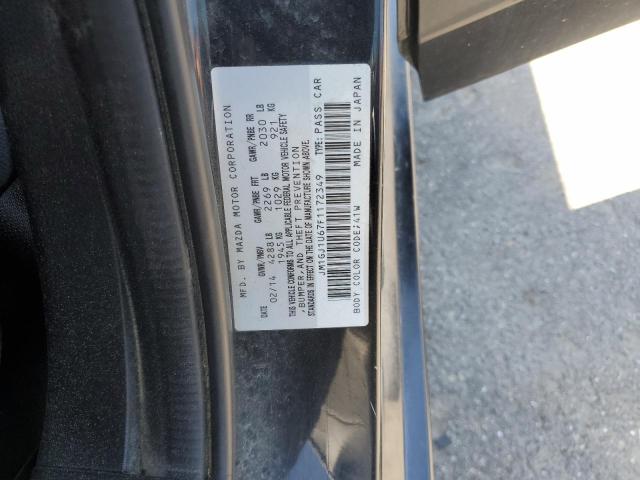 MFD. BY MAZDA MOTOR CORPORATION
DATE GVWR/PNBV GAWR/PNBE FRT GAWR/PNBE RR
02/14 4288 LB 2269 LB 2030 LB
1945 KG 1029 KG 921 KG
THIS VEHICLE CONFORMS TO ALL APPLICABLE FEDERAL MOTOR VEHICLE SAFETY
,BUMPER,AND THEFT PREVENTION
STANDARDS IN EFFECT ON THE DATE OF MANUFACTURE SHOWN ABOVE.
JM1GJ1U67F1172349 TYPE: PASS CAR
BODY COLOR CODE;41W MADE IN JAPAN